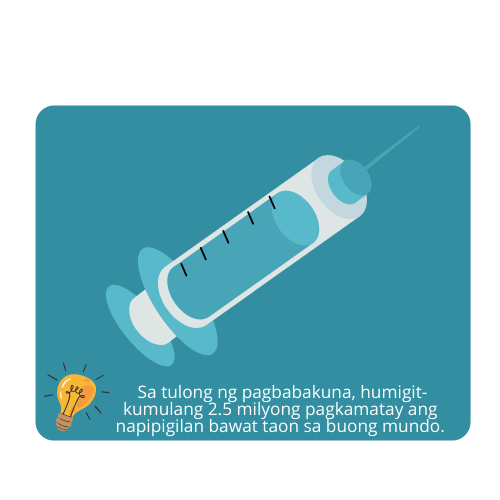 Sa tulong ng pagbabakuna, humigit-
kumulang 2.5 milyong pagkamatay ang
napipigilan bawat taon sa buong mundo.